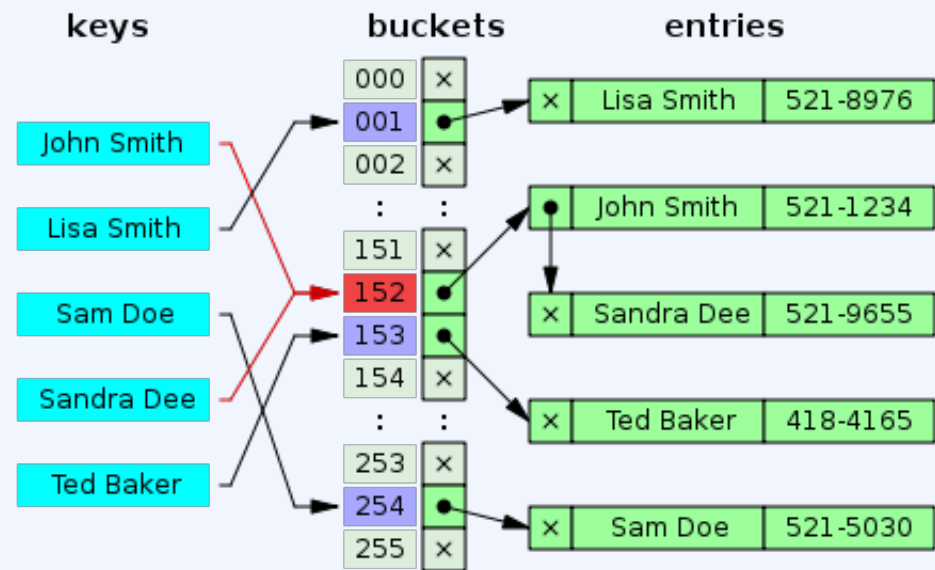 keys buckets entries
000 ×
001
002 ×
: :
151 ×
152
153
154 ×
: :
253 ×
254
255 ×
John Smith
Lisa Smith
Sam Doe
Sandra Dee
Ted Baker
× Lisa Smith 521-8976
John Smith 521-1234
× Sandra Dee 521-9655
× Ted Baker 418-4165
× Sam Doe 521-5030